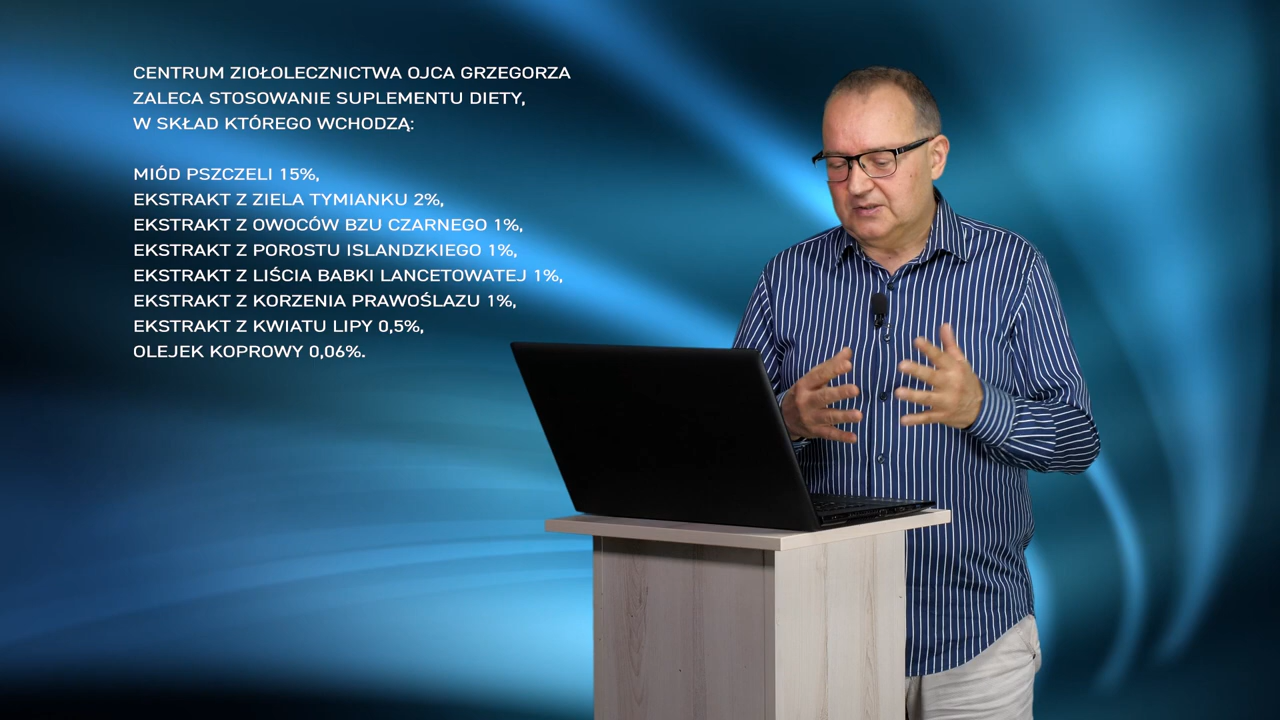 CENTRUM ZIOŁOLECZNICTWA OJCA GRZEGORZA
ZALECA STOSOWANIE SUPLEMENTU DIETY,
W SKŁAD KTÓREGO WCHODZĄ:
MIÓD PSZCZELI 15%,
EKSTRAKT Z ZIELA TYMIANKU 2%,
EKSTRAKT Z OWOCÓW BZU CZARNEGO 1%,
EKSTRAKT Z POROSTU ISLANDZKIEGO 1%,
EKSTRAKT Z LIŚCIA BABKI LANCETOWATEJ 1%,
EKSTRAKT Z KORZENIA PRAWOŚLAZU 1%,
EKSTRAKT Z KWIATU LIPY 0,5%,
OLEJEK KOPROWY 0,06%.